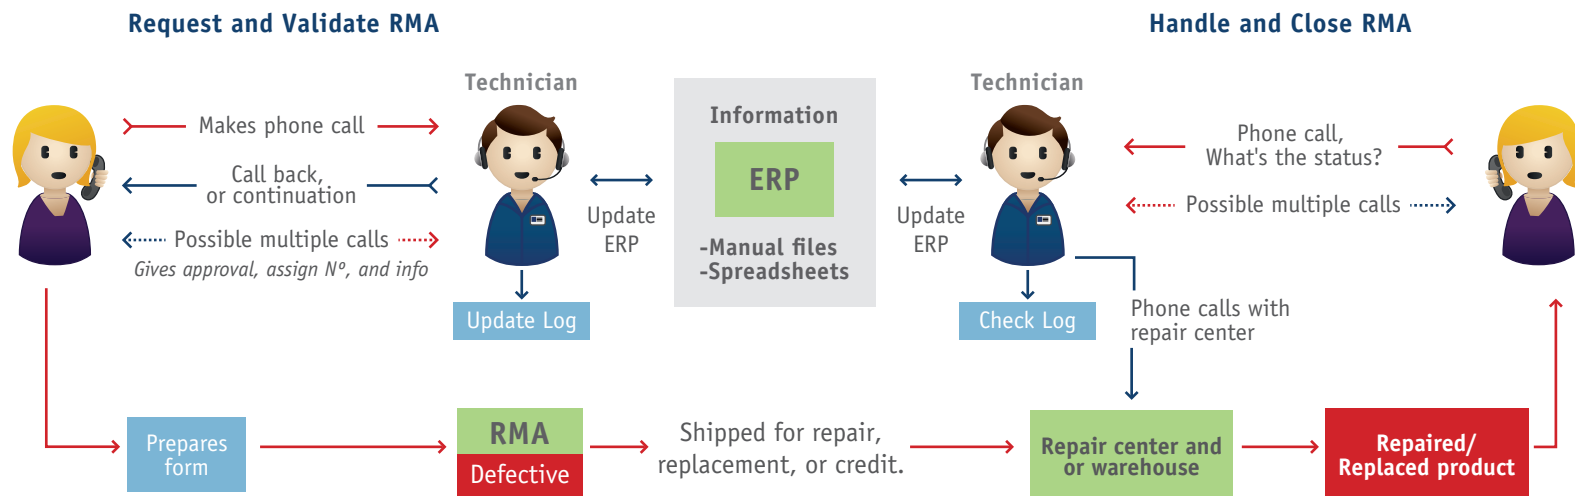 Request and Validate RMA
Handle and Close RMA
Technician
Technician
Makes phone call
Call back,
or continuation
Possible multiple calls
Gives approval, assign Nº, and info
Update
ERP
Information
ERP
-Manual files
-Spreadsheets
Update
ERP
Phone call,
What's the status?
Possible multiple calls
Update Log
Check Log
Phone calls with
repair center
Prepares
form
RMA
Defective
Shipped for repair,
replacement, or credit.
Repair center and
or warehouse
Repaired/
Replaced product